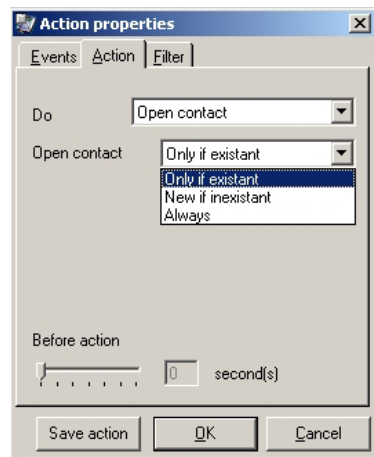 Action properties
Events Action Filter
Do Open contact
Open contact Only if existant
Only if existant
New if inexistant
Always
Before action
0 second(s)
Save action OK Cancel